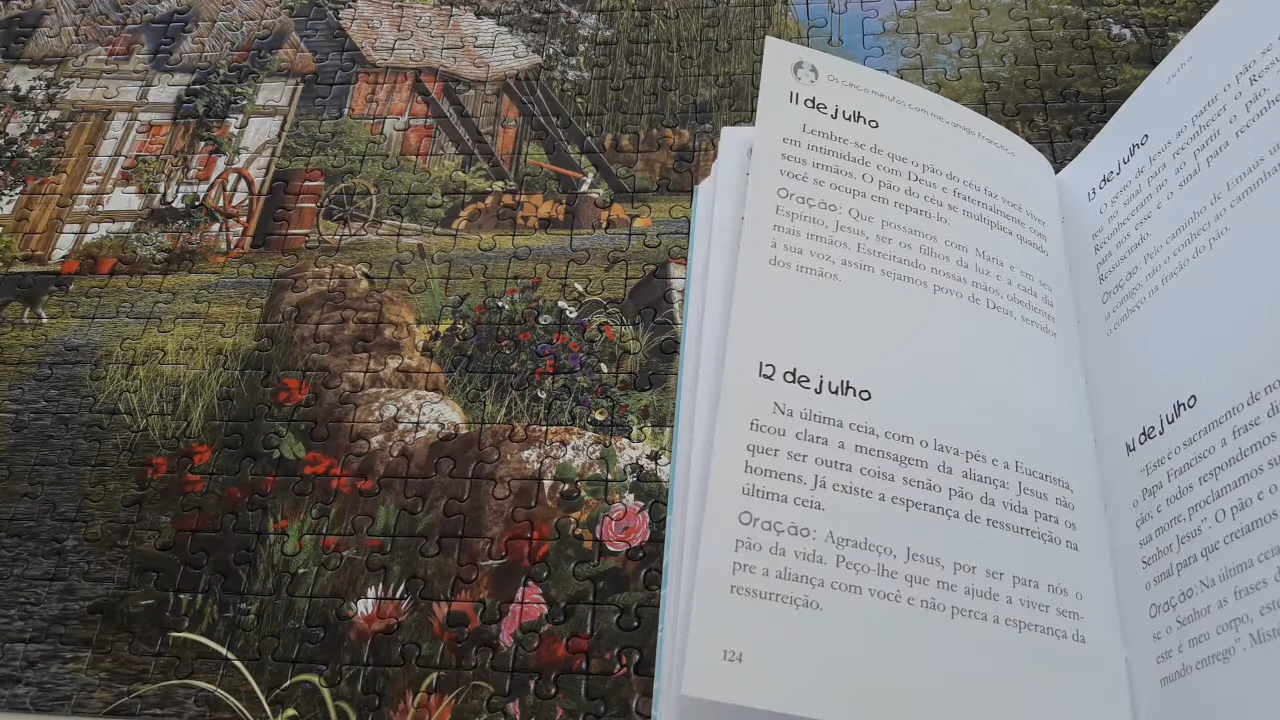 Os cinco minutos com meu amigo Francisco
11 de julho
Lembre-se de que o pão do céu faz você viver
em intimidade com Deus e fraternalmente com
seus irmãos. O pão do céu se multiplica quando
você se ocupa em reparti-lo.
Oração: Que possamos com Maria e em seu
Espírito, Jesus, ser os filhos da luz e a cada dia
mais irmãos. Estreitando nossas mãos, obedientes
à sua voz, assim sejamos povo de Deus, servidor
dos irmãos.
12 de julho
Na última ceia, com o lava-pés e a Eucaristia,
ficou clara a mensagem da aliança: Jesus não
quer ser outra coisa senão pão da vida para os
homens. Já existe a esperança de ressurreição na
última ceia.
Oração: Agradeço, Jesus, por ser para nós o
pão da vida. Peço-lhe que me ajude a viver sem-
pre a aliança com você e não perca a esperança da
ressurreição.
124
Julho
13 de julho
O gesto de Jesus ao partir o pão se
no sinal para reconhecer o
Reconheceram no ao partir o pão.
para nós esse é o sinal para
Ressuscitado.
Oração: Pelo caminho de Emaús
ia comigo; não o conheci ao
o conheço na fração do pão.
14 de julho
"Este é o sacramento de
o Papa Francisco a frase
ção; e todos respondemos
sua morte, proclamamos
Senhor Jesus". O pão e o
o sinal para que creiamos
Oração: Na última ceia
se o Senhor as frases
este é meu corpo,
mundo entrego".